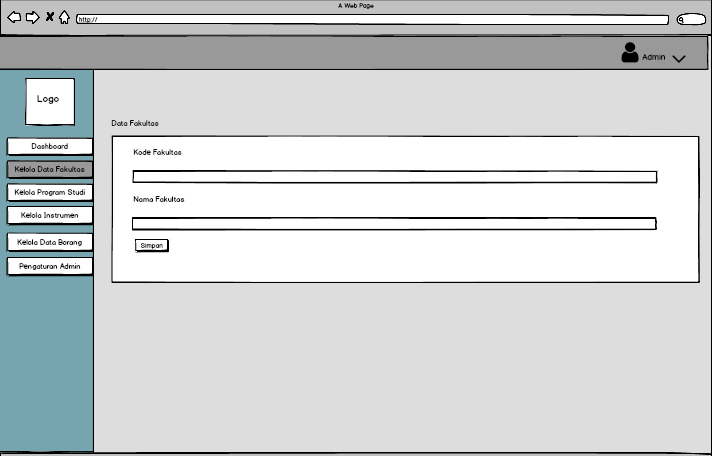 A Web Page
http://
Admin
Logo
Dashboard
Kelola Data Fakultas
Kelola Program Studi
Kelola Instrumen
Kelola Data Borang
Pengaturan Admin
Data Fakultas
Kode Fakultas
Nama Fakultas
Simpan